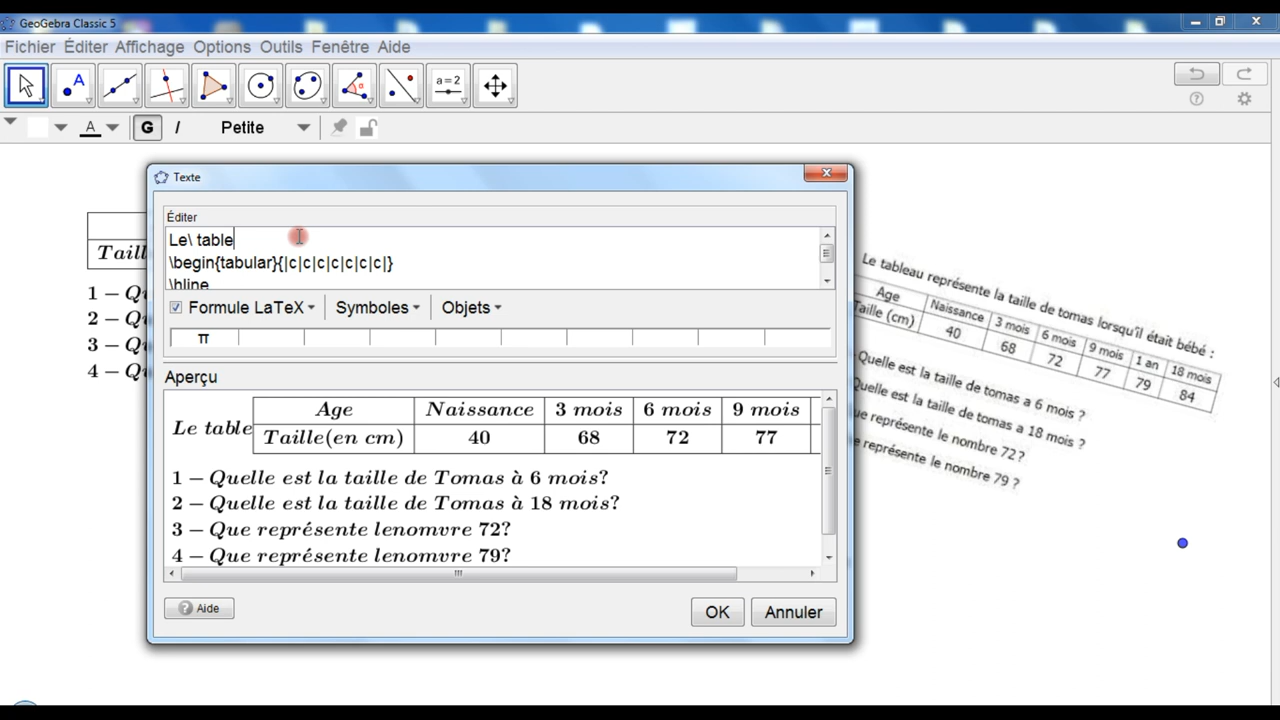 GeoGebra Classic 5
Fichier Éditer Affichage Options Outils Fenêtre Aide
A
a=2
A
G I Petite
Texte
Éditer
Le\ table
\begin{tabular}{|c|c|c|c|c|c|c|}
\hline
Formule LaTeX Symboles Objets
π
Aperçu
Le table
Age Naissance 3 mois 6 mois 9 mois
Taille(en cm) 40 68 72 77
1 – Quelle est la taille de Tomas à 6 mois?
2 – Quelle est la taille de Tomas à 18 mois?
3 – Que représente lenomvre 72?
4 – Que représente lenomvre 79?
Aide
OK Annuler
Taill
1 – Qu
2 – Qu
3 – Qu
4 – Qu
Le tableau représente la taille de tomas lorsqu'il était bébé :
Age Naissance 3 mois 6 mois 9 mois 1 an 18 mois
Taille (cm) 40 68 72 77 79 84
Quelle est la taille de tomas a 6 mois ?
Quelle est la taille de tomas a 18 mois ?
ue représente le nombre 72 ?
e représente le nombre 79 ?